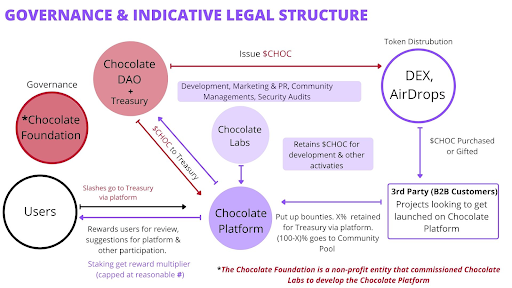 GOVERNANCE & INDICATIVE LEGAL STRUCTURE
Token Distrubution
Issue $CHOC
Chocolate
DAO
+
Treasury
DEX,
AirDrops
Governance
*Chocolate
Foundation
Development, Marketing & PR, Community
Managements, Security Audits
Chocolate
Labs
Retains $CHOC for
development & other
activaties
$CHOC to Treasury
$CHOC Purchased
or Gifted
Users
Slashes go to Treasury
via platform
Rewards users for review,
suggestions for platform &
other participation.
Staking get reward multiplier
(capped at reasonable #)
Chocolate
Platform
Put up bounties. X% retained
for Treasury via platform.
(100-X)% goes to Community
Pool
3rd Party (B2B Customers)
Projects looking to get
launched on Chocolate
Platform
*The Chocolate Foundation is a non-profit entity that commissioned Chocolate
Labs to develop the Chocolate Platform